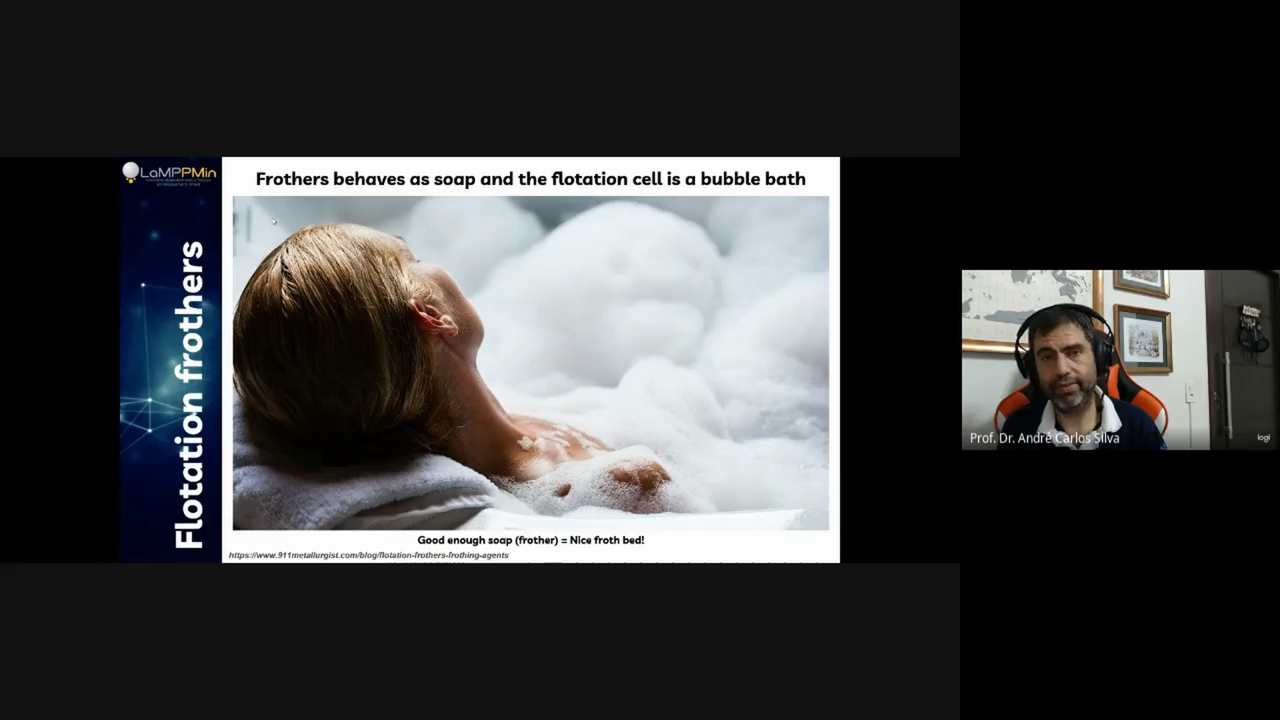 LaMPPMin
Flotation frothers
Frothers behaves as soap and the flotation cell is a bubble bath
Good enough soap (frother) = Nice froth bed!
https://www.911metallurgist.com/blog/flotation-frothers-frothing-agents
Prof. Dr. André Carlos Silva
logi